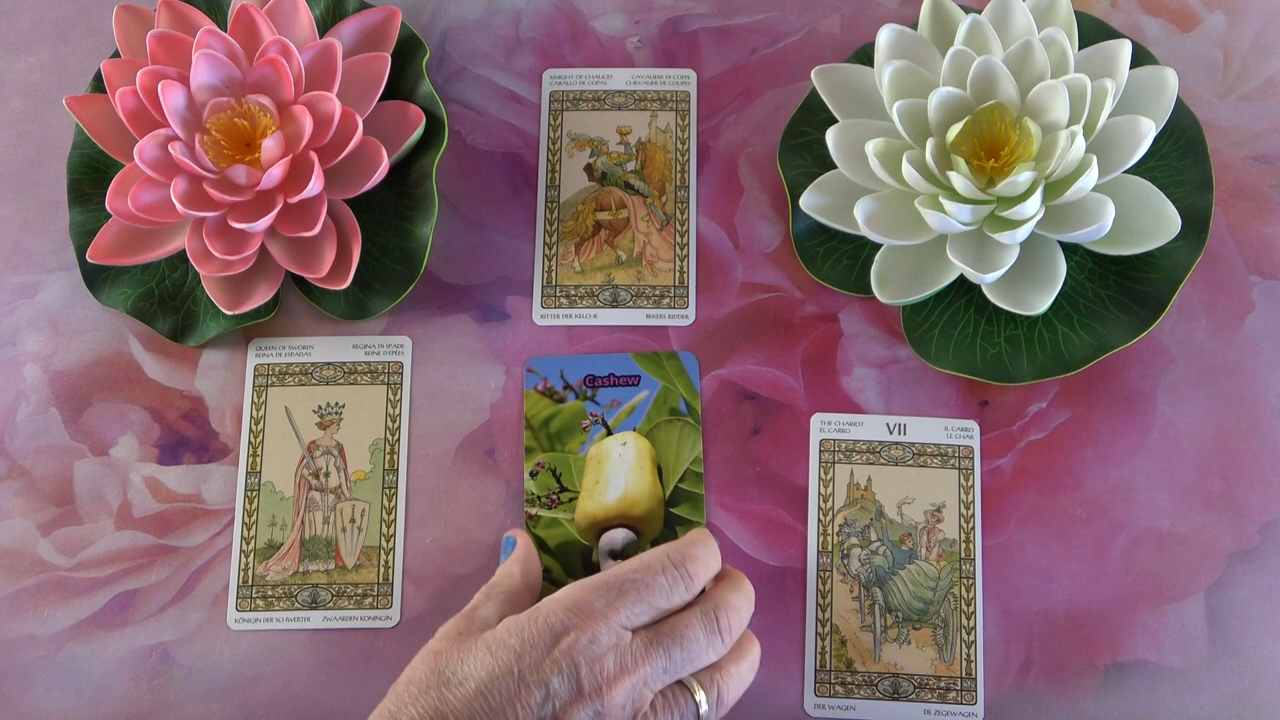 KNIGHT OF CHALICES
CABALLO DE COPAS
CAVALIERE DI COPPE
CHEVALIER DE COUPES
RITTER DER KELCHE
BEKERS RIDDER
QUEEN OF SWORDS
REINA DE ESPADAS
REGINA DI SPADE
REINE D'ÉPÉES
KÖNIGIN DER SCHWERTER
ZWAARDEN KONINGIN
Cashew
THE CHARIOT
EL CARRO
VII
IL CARRO
LE CHAR
DER WAGEN
DE ZEGEWAGEN